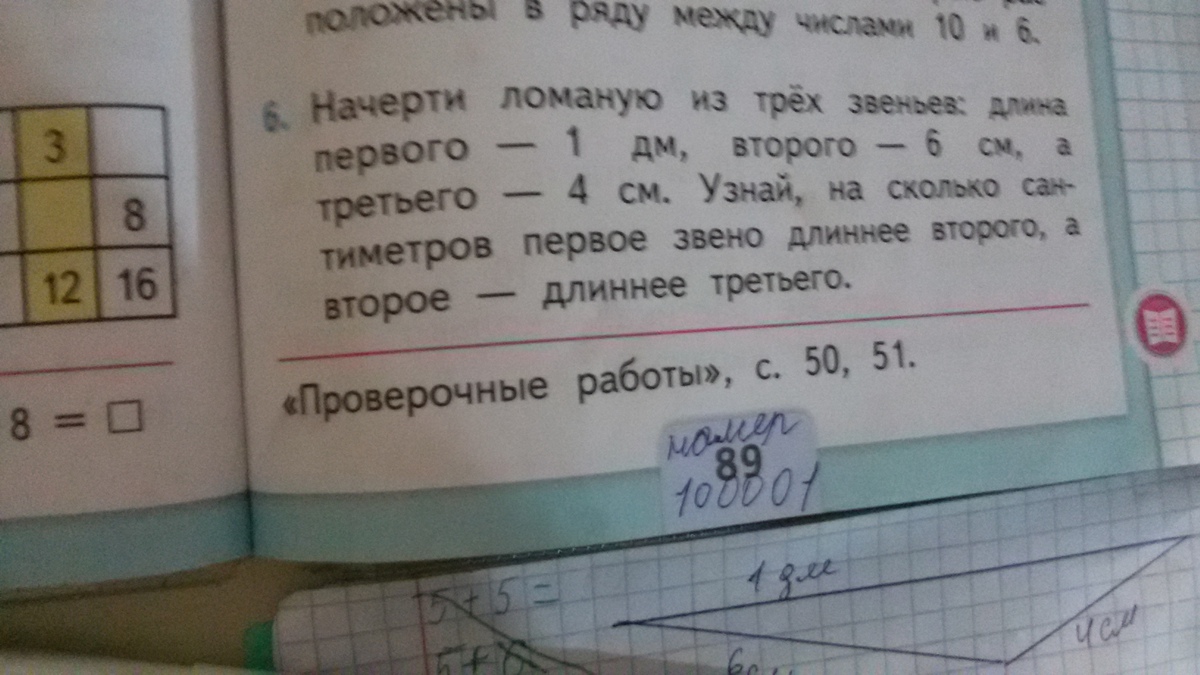 положены в ряду между числами 10 и 6.
3
8
12 16
8 = □
6. Начерти ломаную из трёх звеньев: длина
первого — 1 дм, второго — 6 см, а
третьего — 4 см. Узнай, на сколько сан-
тиметров первое звено длиннее второго, а
второе — длиннее третьего.
«Проверочные работы», с. 50, 51.
номер
89
100001
5 + 5 =
1 дм
4 см